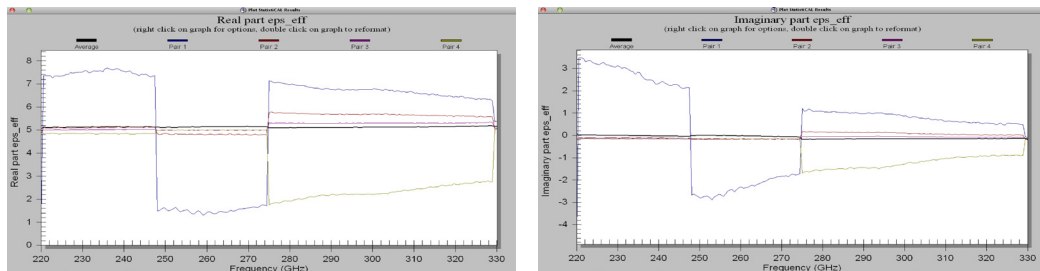 Plot StatistiCAL Results
Real part eps_eff
(right click on graph for options, double click on graph to reformat)
Average Pair 1 Pair 2 Pair 3 Pair 4
Real part eps_eff
8
7
6
5
4
3
2
1
0
220 230 240 250 260 270 280 290 300 310 320 330
Frequency (GHz)
Plot StatistiCAL Results
Imaginary part eps_eff
(right click on graph for options, double click on graph to reformat)
Average Pair 1 Pair 2 Pair 3 Pair 4
Imaginary part eps_eff
3
2
1
0
-1
-2
-4
220 230 240 250 260 270 280 290 300 310 320 330
Frequency (GHz)